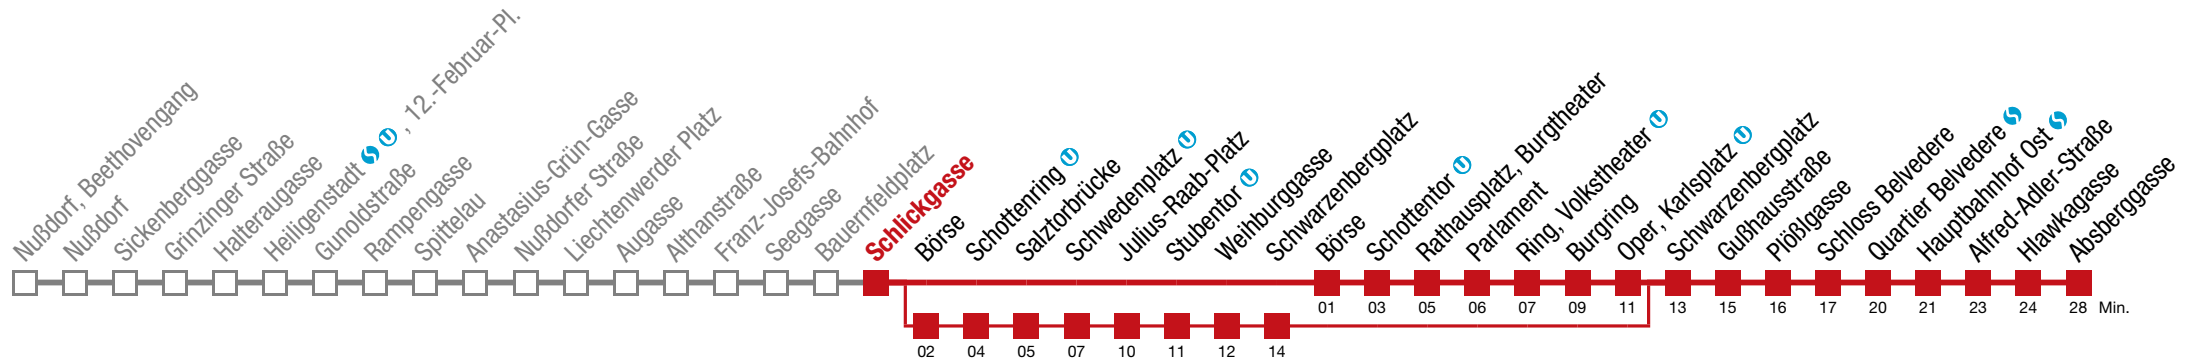 Nußdorf, Beethovengang
Nußdorf
Sickenberggasse
Grinzinger Straße
Halteraugasse
Heiligenstadt S U , 12.-Februar-Pl.
Gunoldstraße
Rampengasse
Spittelau
Anastasius-Grün-Gasse
Nußdorfer Straße
Liechtenwerder Platz
Augasse
Althanstraße
Franz-Josefs-Bahnhof
Seegasse
Bauernfeldplatz
Schlickgasse
Börse
Schottenring U
Salztorbrücke
Schwedenplatz U
Julius-Raab-Platz
Stubentor U
Weihburggasse
Schwarzenbergplatz
Börse
Schottentor U
Rathausplatz, Burgtheater
Parlament
Ring, Volkstheater U
Burgring
Oper, Karlsplatz U
Schwarzenbergplatz
Gußhausstraße
Plößlgasse
Schloss Belvedere
Quartier Belvedere S
Hauptbahnhof Ost S
Alfred-Adler-Straße
Hlawkagasse
Absberggasse
01 03 05 06 07 09 11 13 15 16 17 20 21 23 24 28 Min.
02 04 05 07 10 11 12 14